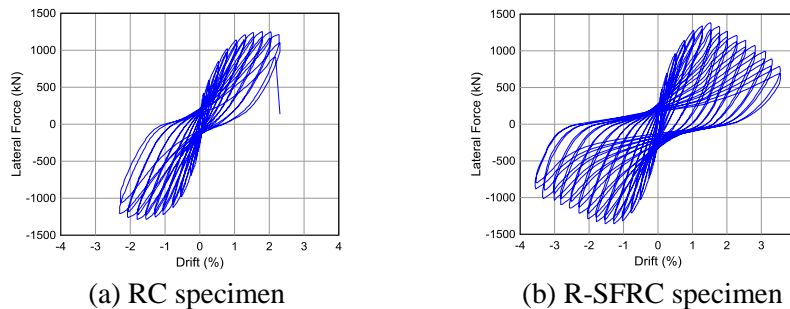 1500
1000
500
0
-500
-1000
-1500
Lateral Force (kN)
-4 -3 -2 -1 0 1 2 3 4
Drift (%)
(a) RC specimen
1500
1000
500
0
-500
-1000
-1500
Lateral Force (kN)
-4 -3 -2 -1 0 1 2 3
Drift (%)
(b) R-SFRC specimen